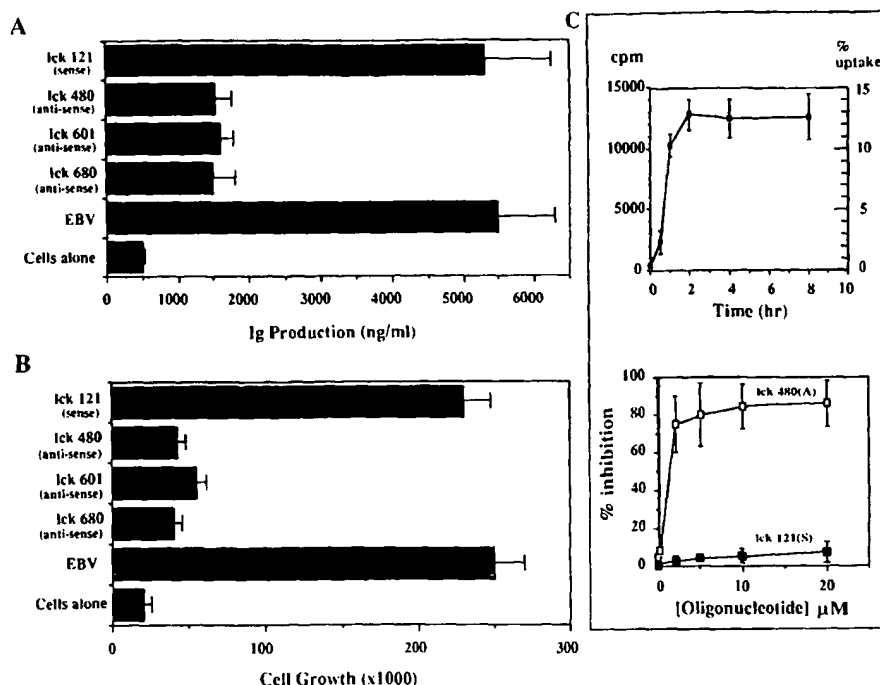 A
lck 121
(sense)
lck 480
(anti-sense)
lck 601
(anti-sense)
lck 680
(anti-sense)
EBV
Cells alone
0 1000 2000 3000 4000 5000 6000
Ig Production (ng/ml)
B
lck 121
(sense)
lck 480
(anti-sense)
lck 601
(anti-sense)
lck 680
(anti-sense)
EBV
Cells alone
0 100 200 300
Cell Growth (x1000)
C
cpm
%
uptake
15000
10000
5000
0
15
10
5
0
0 2 4 6 8 10
Time (hr)
% inhibition
100
80
60
40
20
0
lck 480(A)
lck 121(S)
0 10 20
[Oligonucleotide] μM